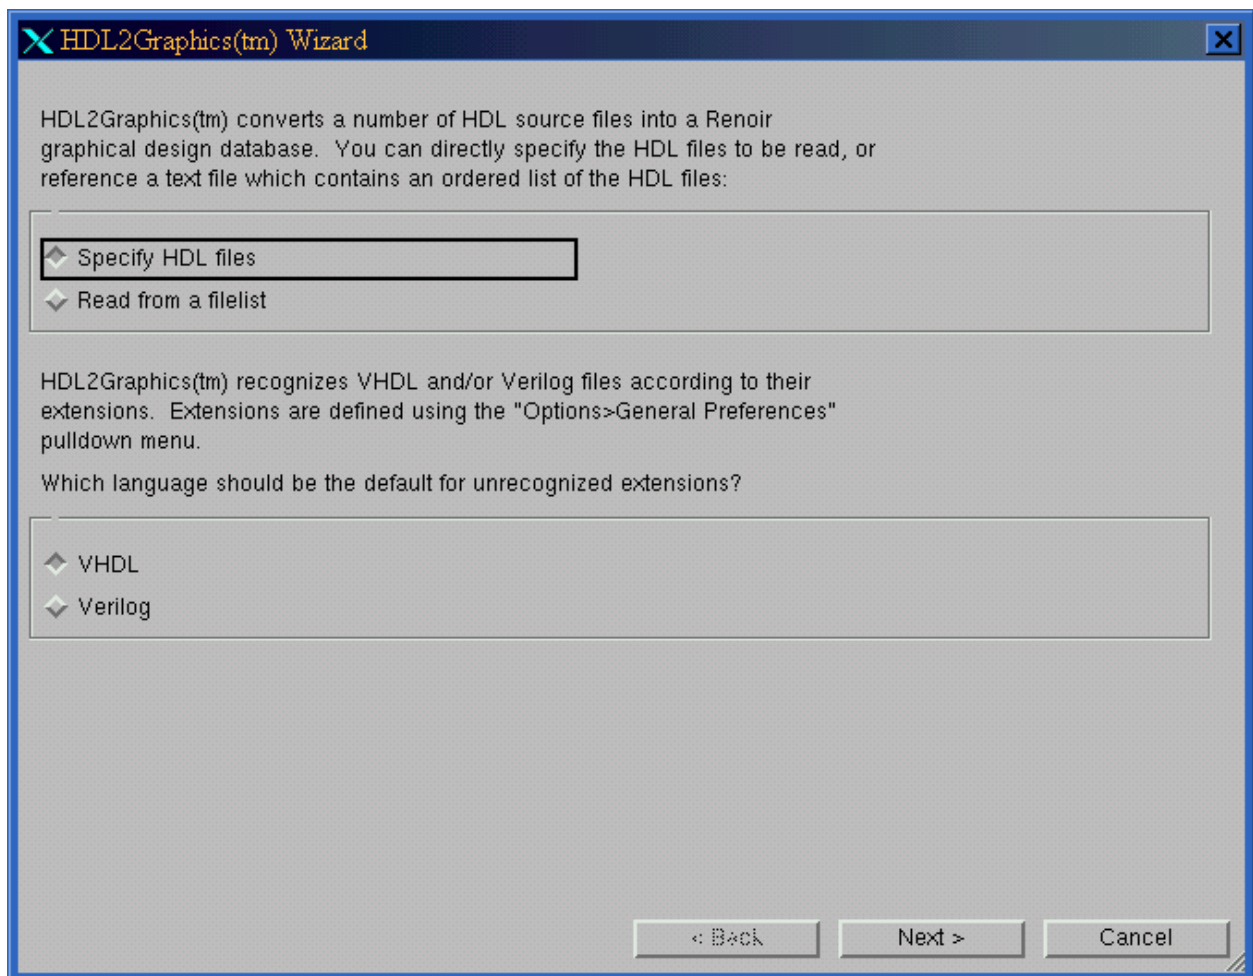 HDL2Graphics(tm) Wizard
HDL2Graphics(tm) converts a number of HDL source files into a Renoir
graphical design database.  You can directly specify the HDL files to be read, or
reference a text file which contains an ordered list of the HDL files:
Specify HDL files
Read from a filelist
HDL2Graphics(tm) recognizes VHDL and/or Verilog files according to their
extensions.  Extensions are defined using the "Options>General Preferences"
pulldown menu.
Which language should be the default for unrecognized extensions?
VHDL
Verilog
< Back
Next >
Cancel